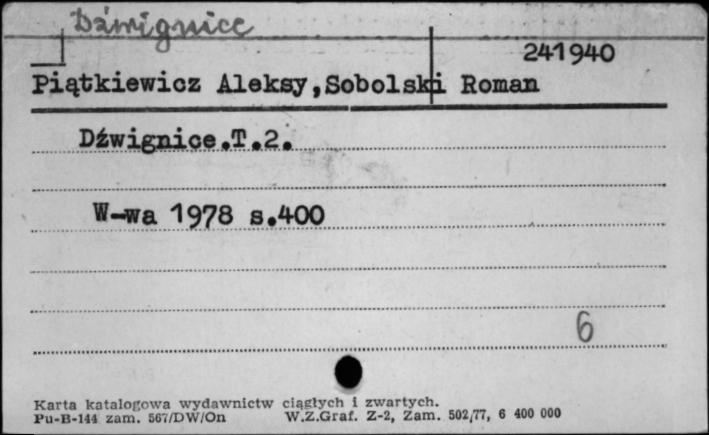 Dźwignice
241940
Piątkiewicz Aleksy,Sobolski Roman
Dźwignice.T.2.
W-wa 1978 s.400
6
Karta katalogowa wydawnictw ciągłych i zwartych.
Pu-B-144 zam. 567/DW/On W.Z.Graf. Z-2, Zam. 502/77, 6 400 000